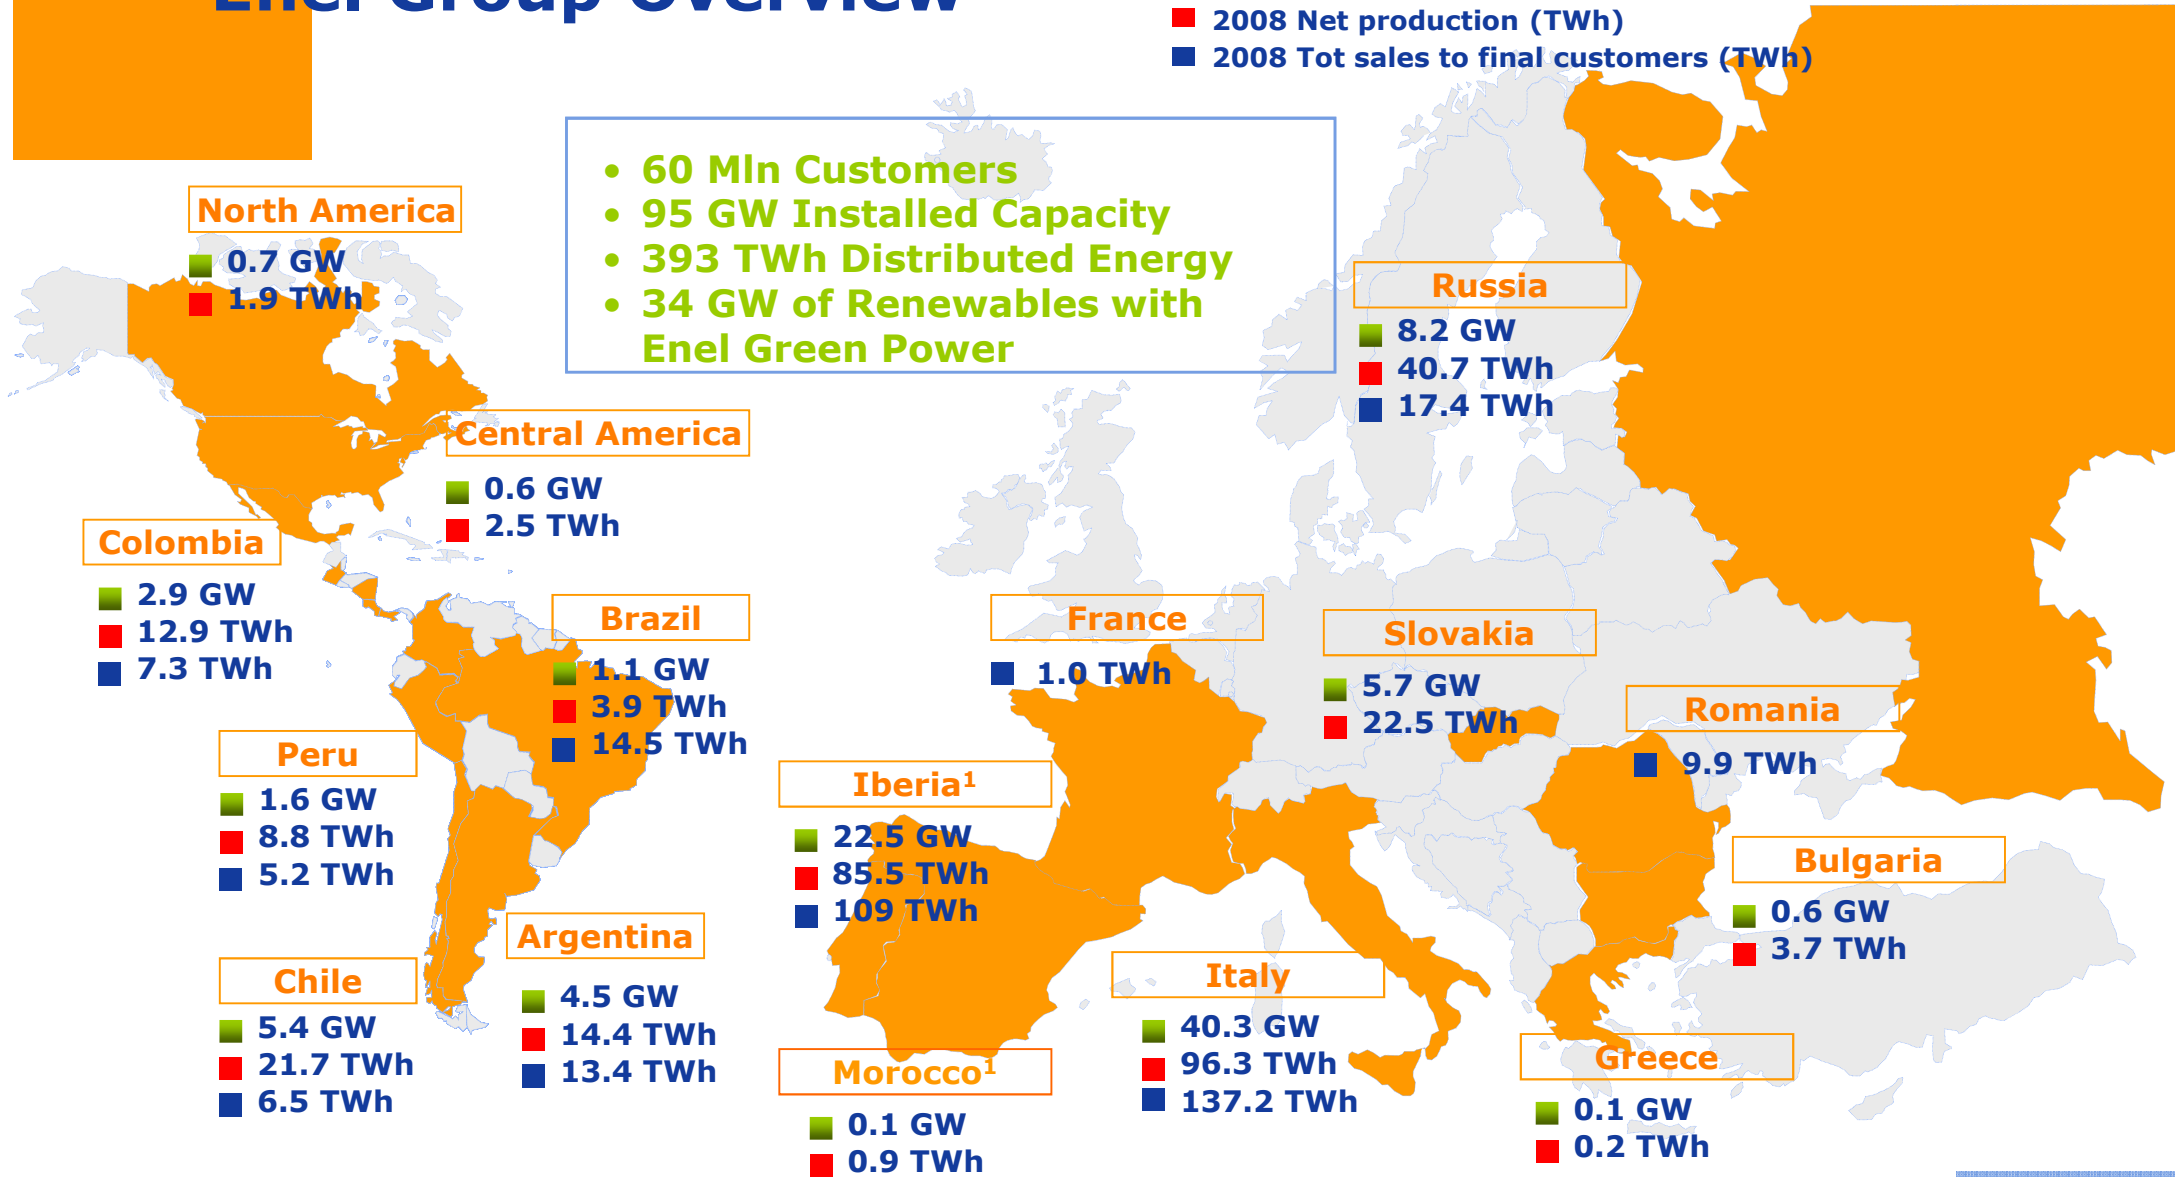 Enel Group Overview
2008 Net production (TWh)
2008 Tot sales to final customers (TWh)
• 60 Mln Customers
• 95 GW Installed Capacity
• 393 TWh Distributed Energy
• 34 GW of Renewables with
Enel Green Power
North America
0.7 GW
1.9 TWh
Central America
0.6 GW
2.5 TWh
Colombia
2.9 GW
12.9 TWh
7.3 TWh
Brazil
1.1 GW
3.9 TWh
14.5 TWh
Peru
1.6 GW
8.8 TWh
5.2 TWh
Argentina
4.5 GW
14.4 TWh
13.4 TWh
Chile
5.4 GW
21.7 TWh
6.5 TWh
Russia
8.2 GW
40.7 TWh
17.4 TWh
France
1.0 TWh
Slovakia
5.7 GW
22.5 TWh
Romania
9.9 TWh
Iberia¹
22.5 GW
85.5 TWh
109 TWh
Bulgaria
0.6 GW
3.7 TWh
Italy
40.3 GW
96.3 TWh
137.2 TWh
Morocco¹
0.1 GW
0.9 TWh
Greece
0.1 GW
0.2 TWh